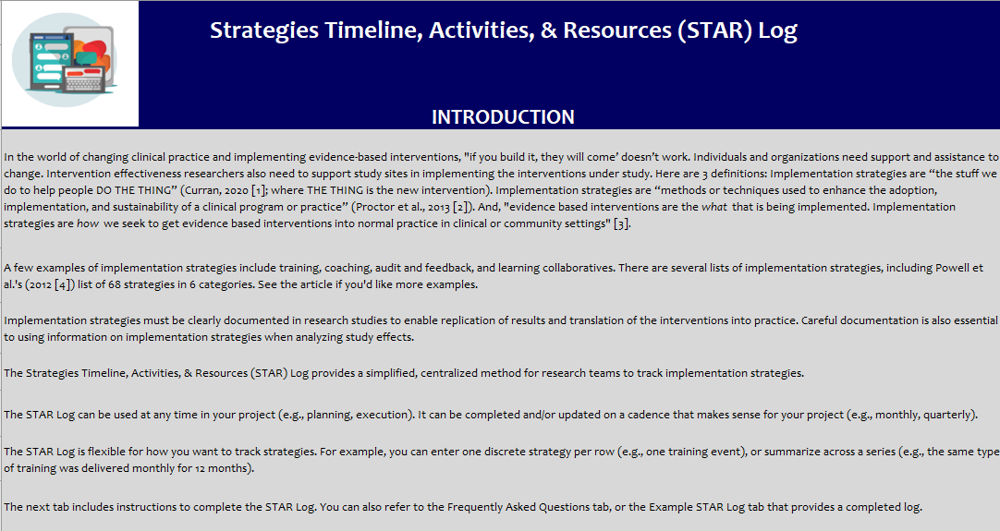 Strategies Timeline, Activities, & Resources (STAR) Log
INTRODUCTION
In the world of changing clinical practice and implementing evidence-based interventions, "if you build it, they will come’ doesn’t work. Individuals and organizations need support and assistance to
change. Intervention effectiveness researchers also need to support study sites in implementing the interventions under study. Here are 3 definitions: Implementation strategies are “the stuff we
do to help people DO THE THING” (Curran, 2020 [1]; where THE THING is the new intervention). Implementation strategies are “methods or techniques used to enhance the adoption,
implementation, and sustainability of a clinical program or practice” (Proctor et al., 2013 [2]). And, "evidence based interventions are the what that is being implemented. Implementation
strategies are how we seek to get evidence based interventions into normal practice in clinical or community settings" [3].
A few examples of implementation strategies include training, coaching, audit and feedback, and learning collaboratives. There are several lists of implementation strategies, including Powell et
al.'s (2012 [4]) list of 68 strategies in 6 categories. See the article if you'd like more examples.
Implementation strategies must be clearly documented in research studies to enable replication of results and translation of the interventions into practice. Careful documentation is also essential
to using information on implementation strategies when analyzing study effects.
The Strategies Timeline, Activities, & Resources (STAR) Log provides a simplified, centralized method for research teams to track implementation strategies.
The STAR Log can be used at any time in your project (e.g., planning, execution). It can be completed and/or updated on a cadence that makes sense for your project (e.g., monthly, quarterly).
The STAR Log is flexible for how you want to track strategies. For example, you can enter one discrete strategy per row (e.g., one training event), or summarize across a series (e.g., the same type
of training was delivered monthly for 12 months).
The next tab includes instructions to complete the STAR Log. You can also refer to the Frequently Asked Questions tab, or the Example STAR Log tab that provides a completed log.